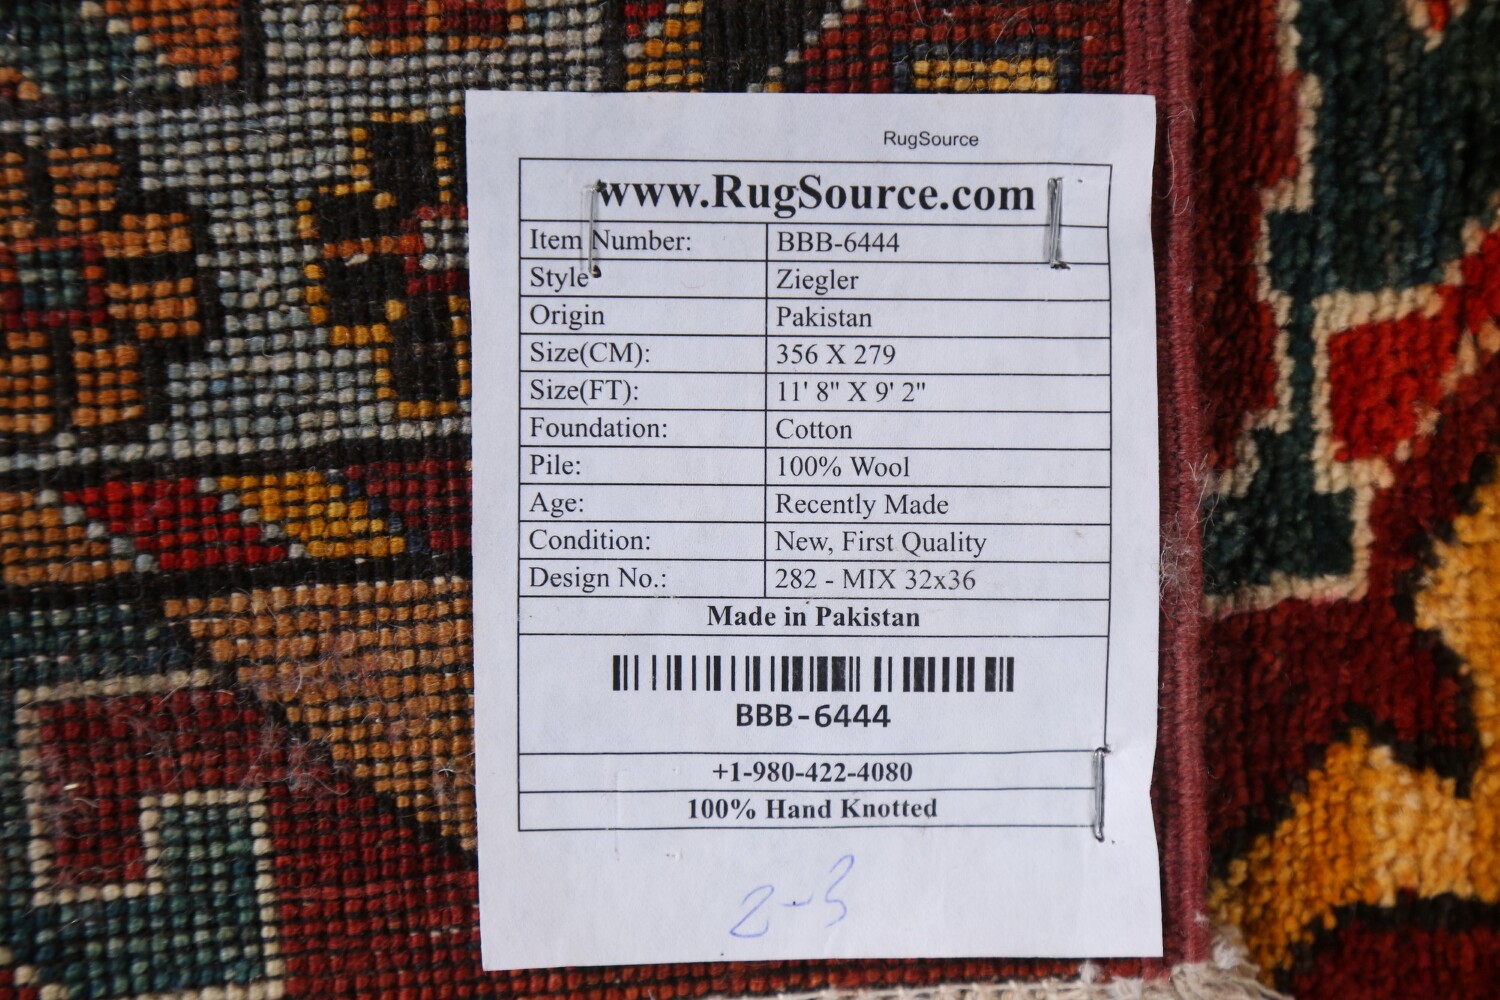 RugSource
www.RugSource.com
Item Number: BBB-6444
Style Ziegler
Origin Pakistan
Size(CM): 356 X 279
Size(FT): 11' 8" X 9' 2"
Foundation: Cotton
Pile: 100% Wool
Age: Recently Made
Condition: New, First Quality
Design No.: 282 - MIX 32x36
Made in Pakistan
BBB-6444
+1-980-422-4080
100% Hand Knotted
2-3